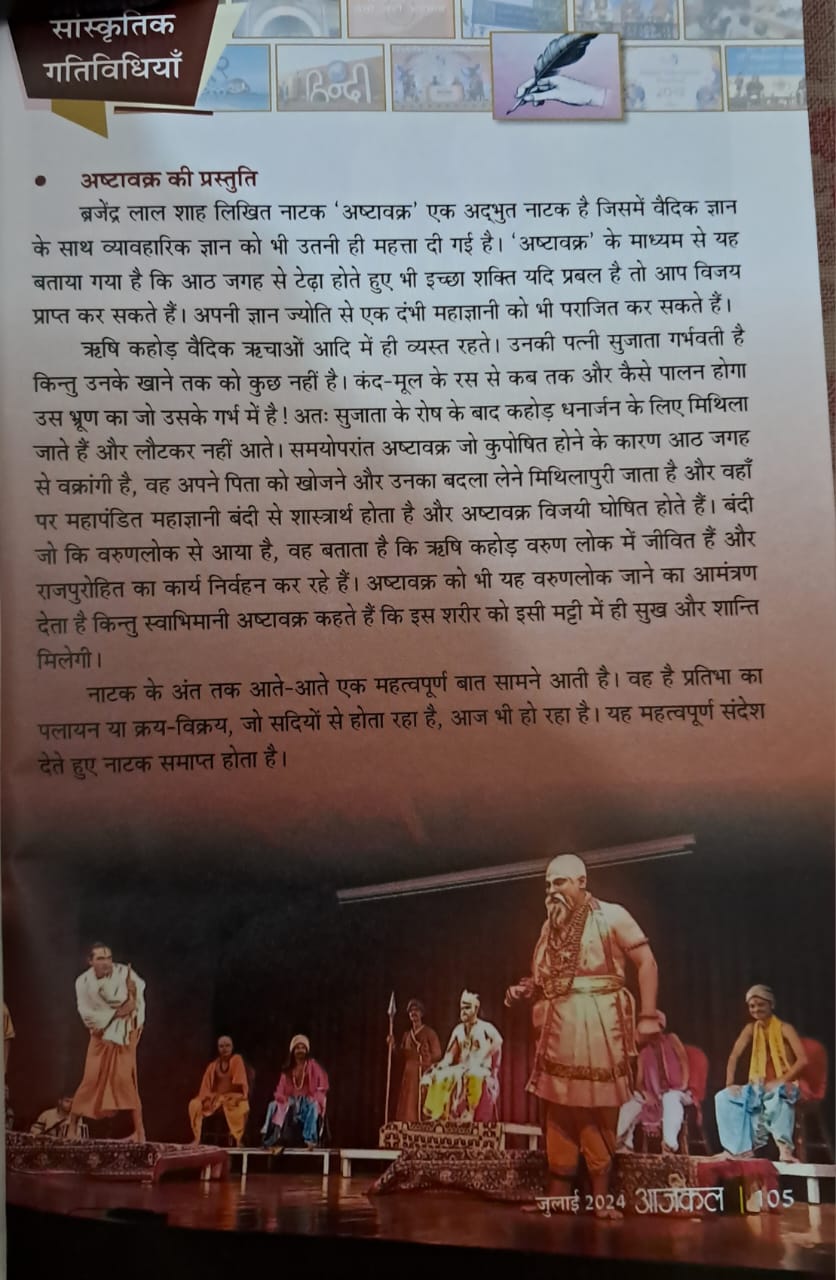 सांस्कृतिक
गतिविधियाँ
हिन्दी
• अष्टावक्र की प्रस्तुति
ब्रजेंद्र लाल शाह लिखित नाटक ‘अष्टावक्र’ एक अद्भुत नाटक है जिसमें वैदिक ज्ञान
के साथ व्यावहारिक ज्ञान को भी उतनी ही महत्ता दी गई है। ‘अष्टावक्र’ के माध्यम से यह
बताया गया है कि आठ जगह से टेढ़ा होते हुए भी इच्छा शक्ति यदि प्रबल है तो आप विजय
प्राप्त कर सकते हैं। अपनी ज्ञान ज्योति से एक दंभी महाज्ञानी को भी पराजित कर सकते हैं।
ऋषि कहोड़ वैदिक ऋचाओं आदि में ही व्यस्त रहते। उनकी पत्नी सुजाता गर्भवती है
किन्तु उनके खाने तक को कुछ नहीं है। कंद-मूल के रस से कब तक और कैसे पालन होगा
उस भ्रूण का जो उसके गर्भ में है! अतः सुजाता के रोष के बाद कहोड़ धनार्जन के लिए मिथिला
जाते हैं और लौटकर नहीं आते। समयोपरांत अष्टावक्र जो कुपोषित होने के कारण आठ जगह
से वक्रांगी है, वह अपने पिता को खोजने और उनका बदला लेने मिथिलापुरी जाता है और वहाँ
पर महापंडित महाज्ञानी बंदी से शास्त्रार्थ होता है और अष्टावक्र विजयी घोषित होते हैं। बंदी
जो कि वरुणलोक से आया है, वह बताता है कि ऋषि कहोड़ वरुण लोक में जीवित हैं और
राजपुरोहित का कार्य निर्वहन कर रहे हैं। अष्टावक्र को भी यह वरुणलोक जाने का आमंत्रण
देता है किन्तु स्वाभिमानी अष्टावक्र कहते हैं कि इस शरीर को इसी मट्टी में ही सुख और शान्ति
मिलेगी।
नाटक के अंत तक आते-आते एक महत्वपूर्ण बात सामने आती है। वह है प्रतिभा का
पलायन या क्रय-विक्रय, जो सदियों से होता रहा है, आज भी हो रहा है। यह महत्वपूर्ण संदेश
देते हुए नाटक समाप्त होता है।
जुलाई 2024 आजकल | 105